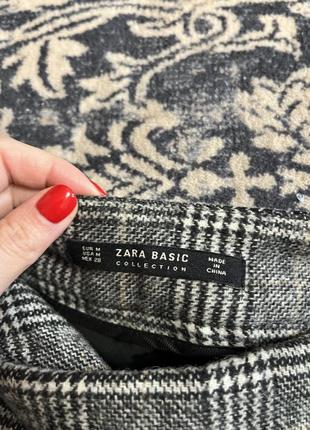 EUR M
USA M
MEX 28
ZARA BASIC
COLLECTION
MADE
IN
CHINA